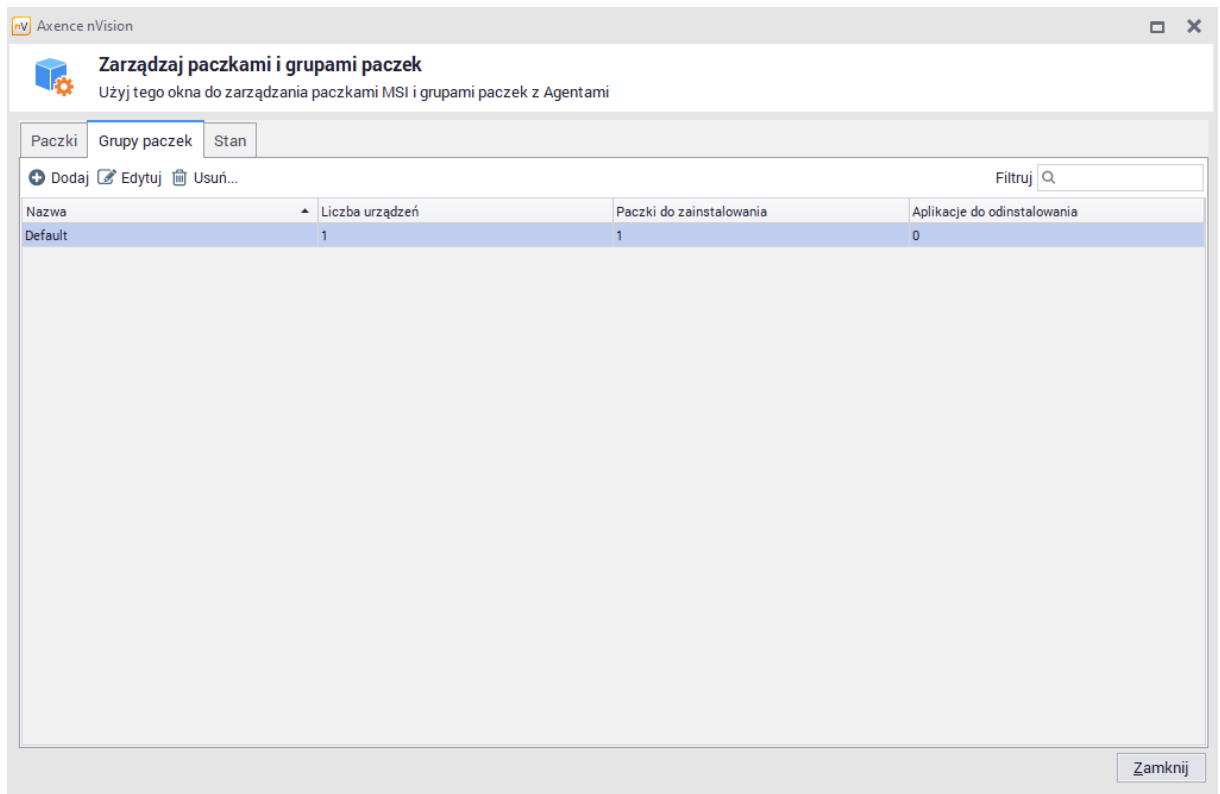 nV Axence nVision
Zarządzaj paczkami i grupami paczek
Użyj tego okna do zarządzania paczkami MSI i grupami paczek z Agentami
Paczki Grupy paczek Stan
Dodaj Edytuj Usuń... Filtruj
Nazwa Liczba urządzeń Paczki do zainstalowania Aplikacje do odinstalowania
Default 1 1 0
Zamknij